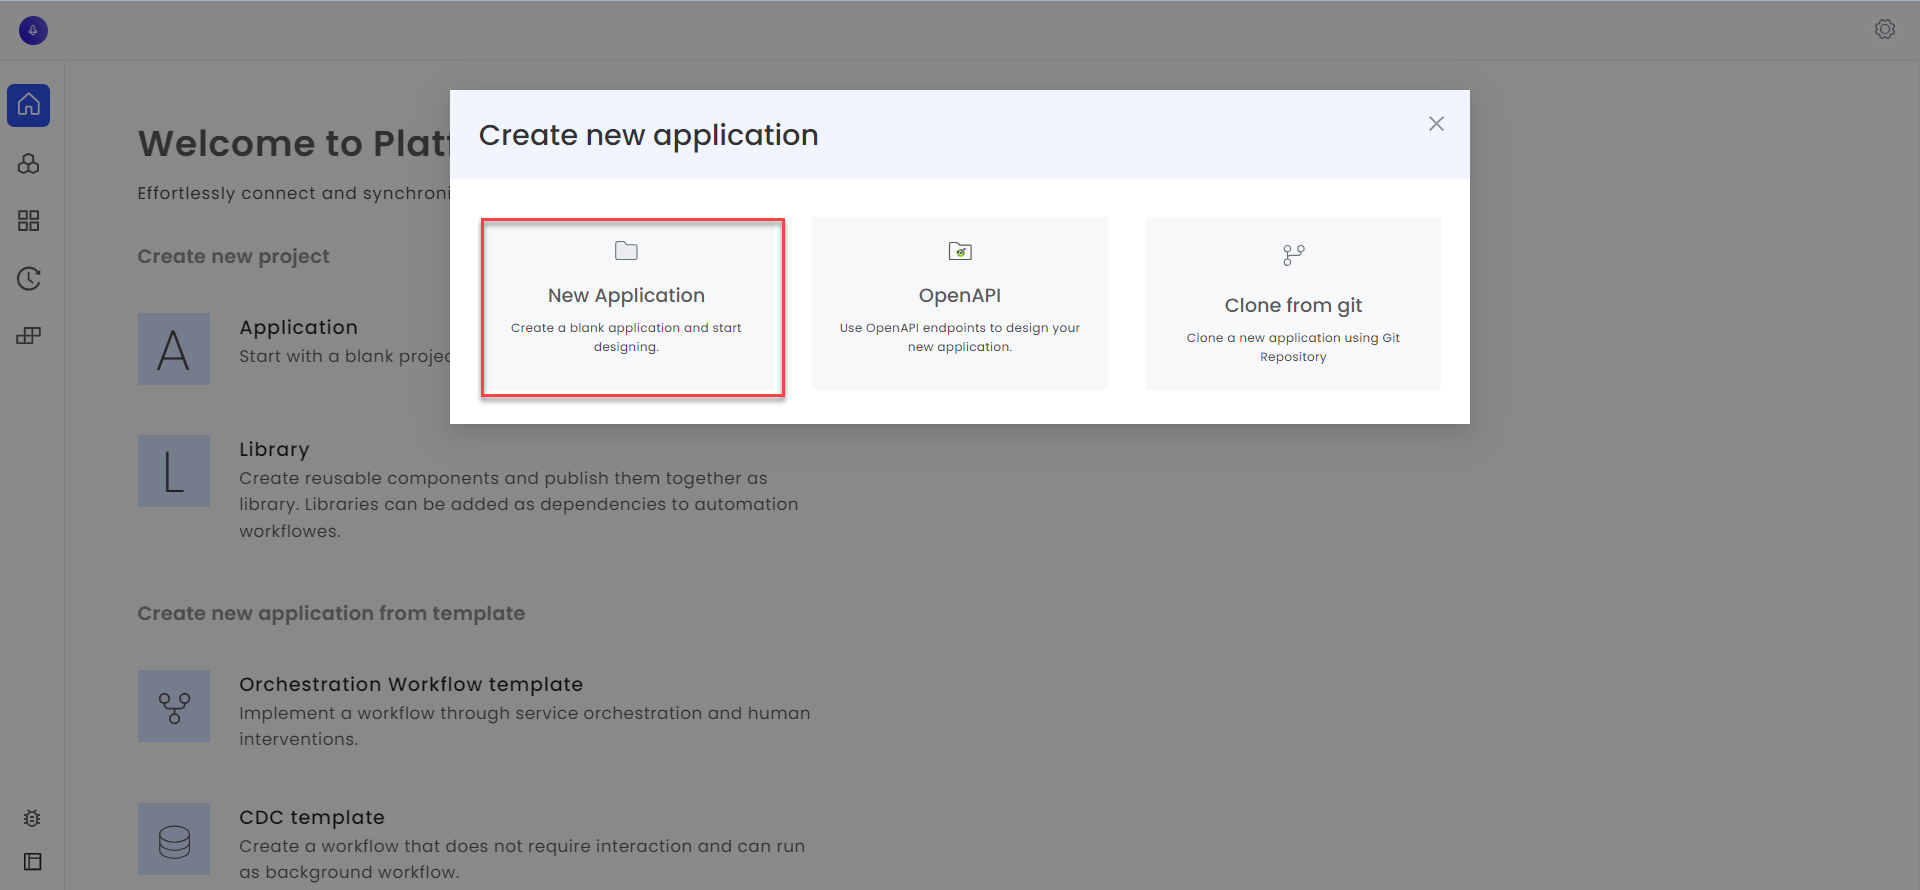 Create new application
New Application
Create a blank application and start
designing.
OpenAPI
Use OpenAPI endpoints to design your
new application.
Clone from git
Clone a new application using Git
Repository
Welcome to
Effortlessly connect and
Create new project
A
Application
Start with a blank
L
Library
Create reusable components and publish them together as
library. Libraries can be added as dependencies to automation
workflowes.
Create new application from template
Orchestration Workflow template
Implement a workflow through service orchestration and human
interventions.
CDC template
Create a workflow that does not require interaction and can run
as background workflow.